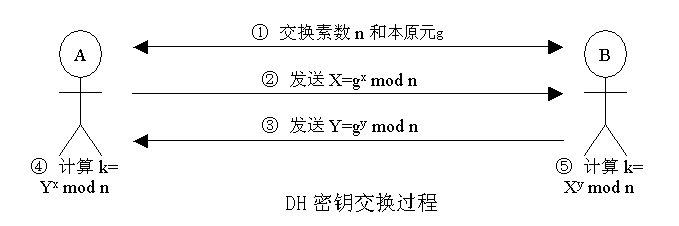 ① 交换素数 n 和本原元g
A
B
② 发送 X=gˣ mod n
③ 发送 Y=gʸ mod n
④ 计算 k=
Yˣ mod n
⑤ 计算 k=
Xʸ mod n
DH 密钥交换过程